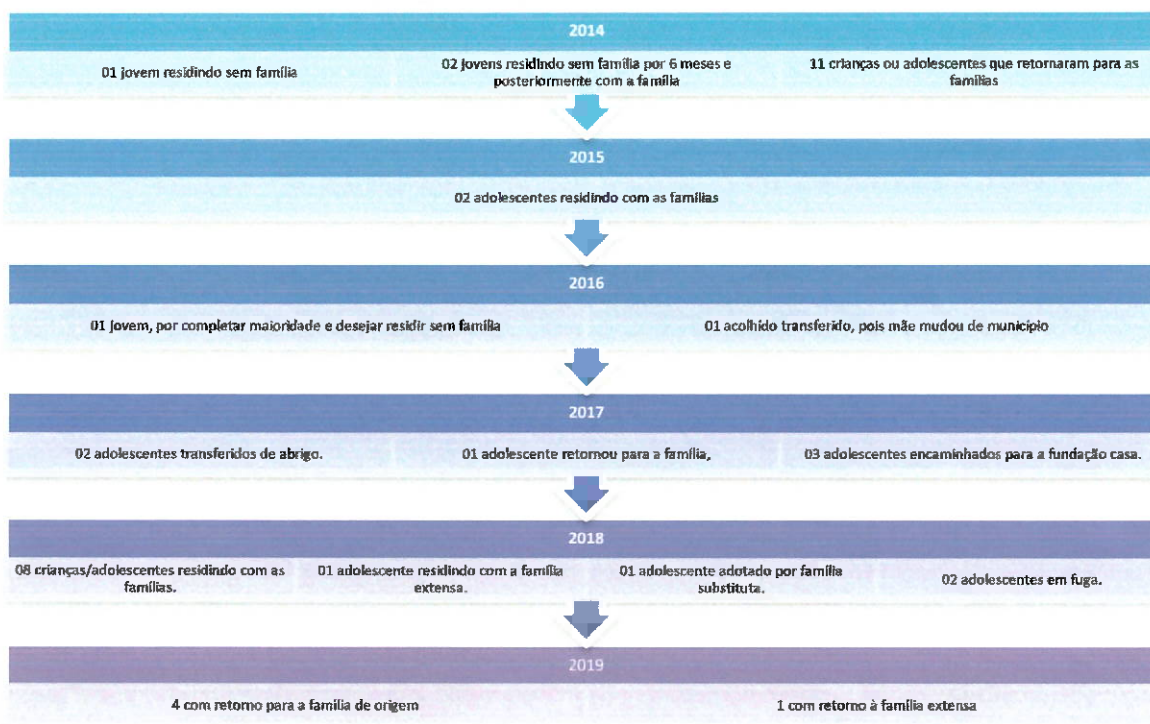 2014
01 jovem residindo sem família
02 jovens residindo sem família por 6 meses e
posteriormente com a família
11 crianças ou adolescentes que retornaram para as
famílias
2015
02 adolescentes residindo com as famílias
2016
01 jovem, por completar maioridade e desejar residir sem família
01 acolhido transferido, pois mãe mudou de município
2017
02 adolescentes transferidos de abrigo.
01 adolescente retornou para a família,
03 adolescentes encaminhados para a fundação casa.
2018
08 crianças/adolescentes residindo com as
famílias.
01 adolescente residindo com a família
extensa.
01 adolescente adotado por família
substituta.
02 adolescentes em fuga.
2019
4 com retorno para a família de origem
1 com retorno à família extensa